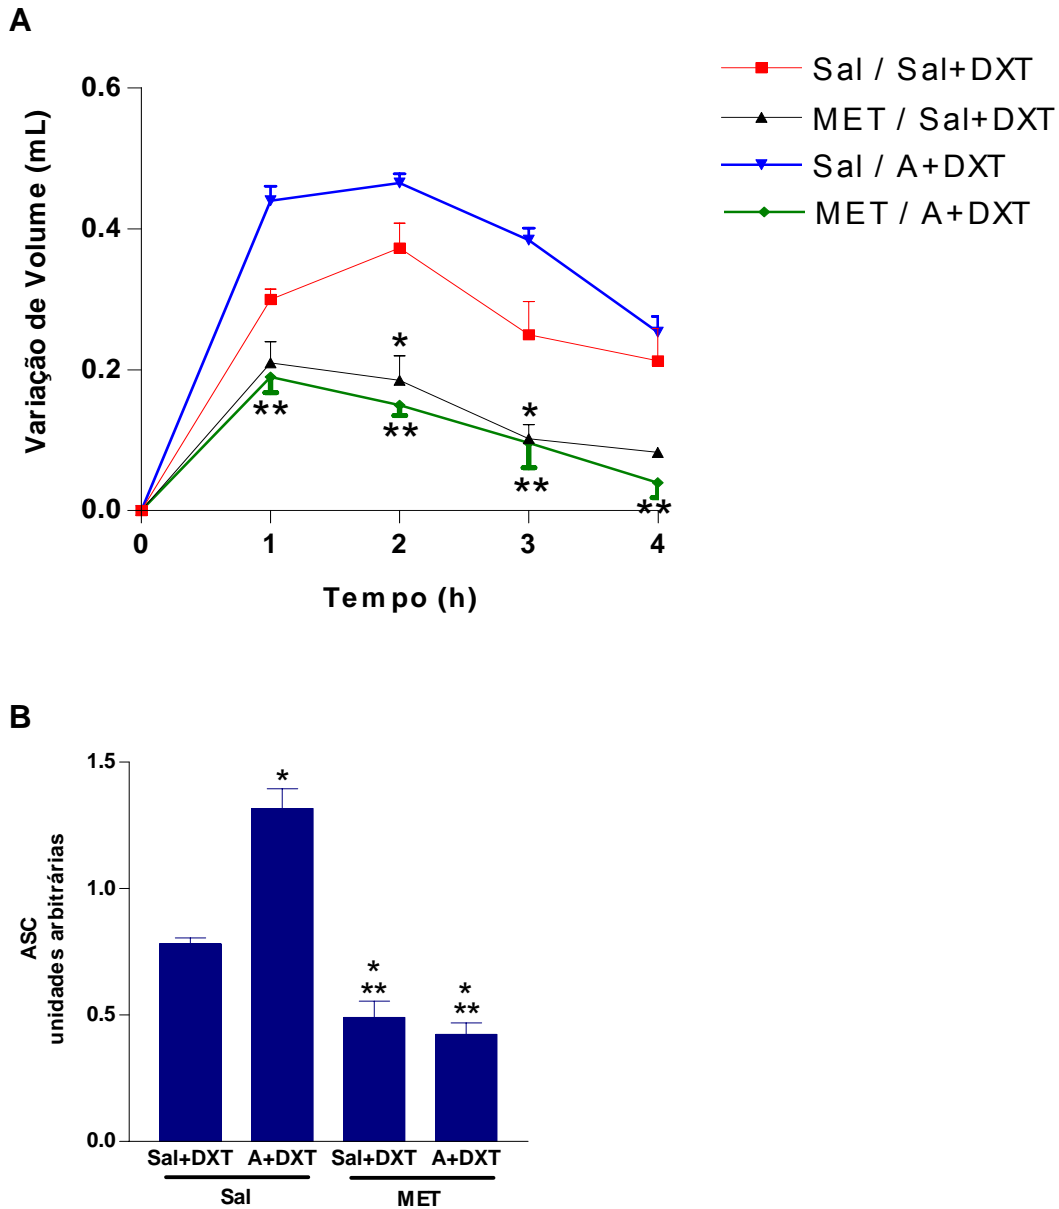 A
Sal / Sal+DXT
MET / Sal+DXT
Sal / A+DXT
MET / A+DXT
Variação de Volume (mL)
0.6
0.4
0.2
0.0
*
*
**
**
**
**
0 1 2 3 4
Tempo (h)
B
ASC
unidades arbitrárias
1.5
1.0
0.5
0.0
*
*
**
*
**
Sal+DXT A+DXT Sal+DXT A+DXT
Sal MET